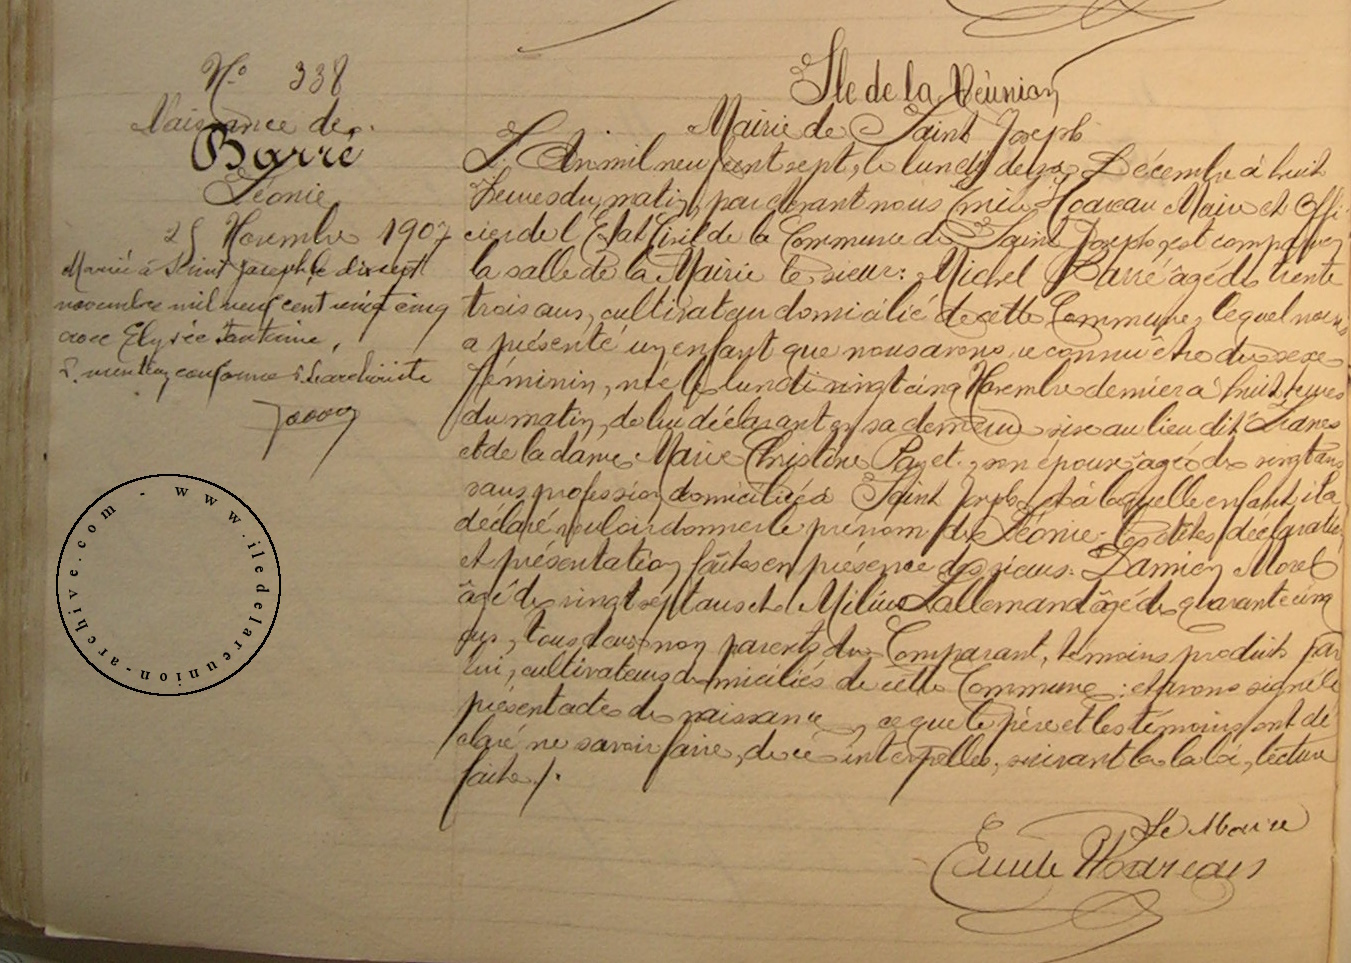 N.o 338
Naissance de
Barré
Léonie
25 Novembre 1907
Marié à Saint Joseph le dix sept
novembre mil neuf cent vingt cinq
avec Elysée Fontaine,
P. mention conforme L'archiviste
www.iledelareunion-archive.com -
Ile de la Réunion
Mairie de Saint Joseph
L'An mil neuf cent sept, le lundi deux Décembre à huit
heures du matin, par devant nous Emile Hoareau Maire et Offi-
cier de l'Etat Civil de la Commune de Saint Joseph, est comparu en
la salle de la Mairie le sieur: Michel Barré âgé de trente
trois ans, cultivateur domicilié de cette Commune, lequel nous
a présenté un enfant que nous avons reconnu être du sexe
féminin, née le lundi vingt cinq Novembre dernier à huit heures
du matin, de lui déclarant en sa demeure sise au lieu dit Lianes
et de la dame Marie Christine Payet, son épouse âgée de vingt ans
sans profession domiciliée à Saint Joseph, et à laquelle enfant il a
déclaré vouloir donner le prénom de Léonie. Les dites déclaration
et présentation faites en présence des sieurs: Damien Morel
âgé de vingt sept ans et Milius Lallemand âgé de quarante cinq
ans, tous deux non parents du Comparant, témoins produits par
lui, cultivateurs domiciliés de cette Commune; et avons signé le
présent acte de naissance, ce que le père et les témoins ont dé-
claré ne savoir faire, de ce interpellés, suivant la la loi, lecture
faite /.
Le Maire
Emile Hoareau